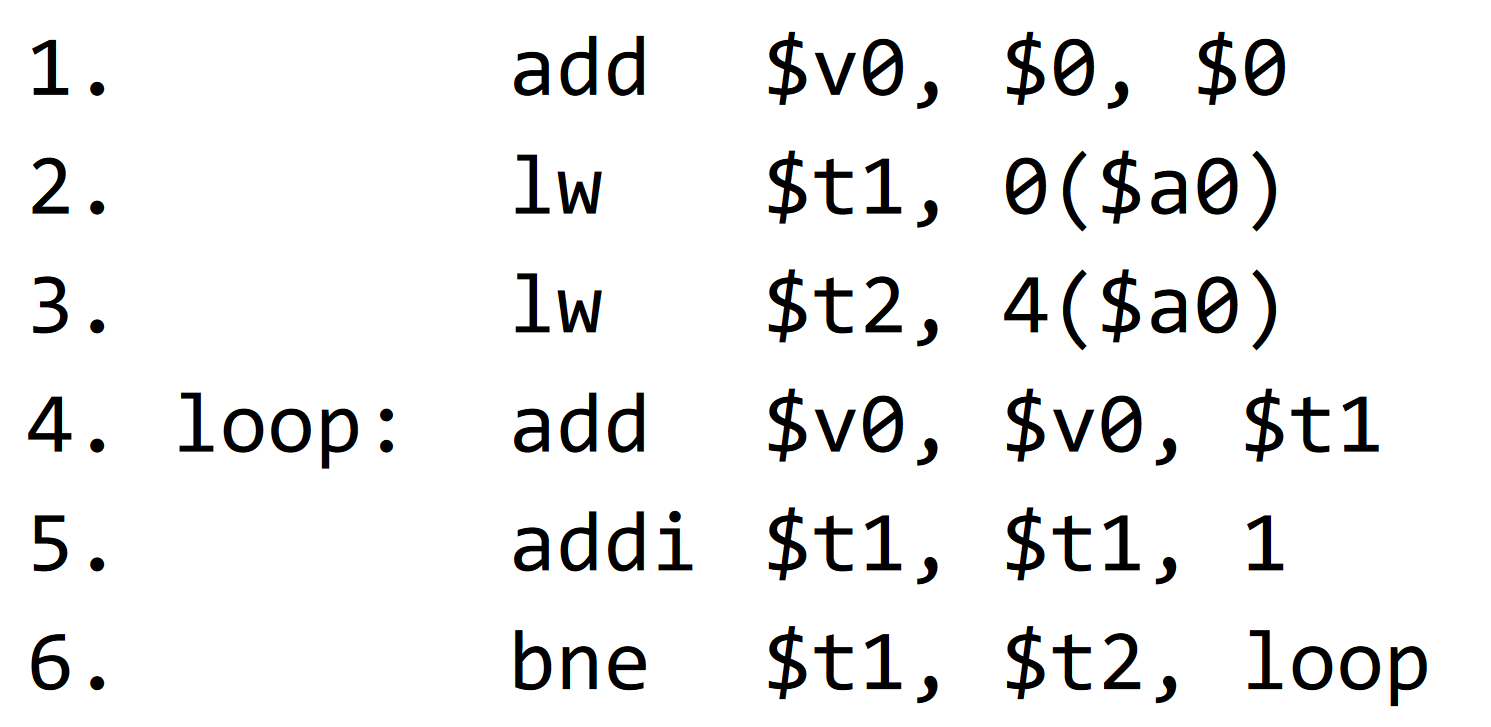 1. add $v0, $0, $0
2. lw $t1, 0($a0)
3. lw $t2, 4($a0)
4. loop: add $v0, $v0, $t1
5. addi $t1, $t1, 1
6. bne $t1, $t2, loop